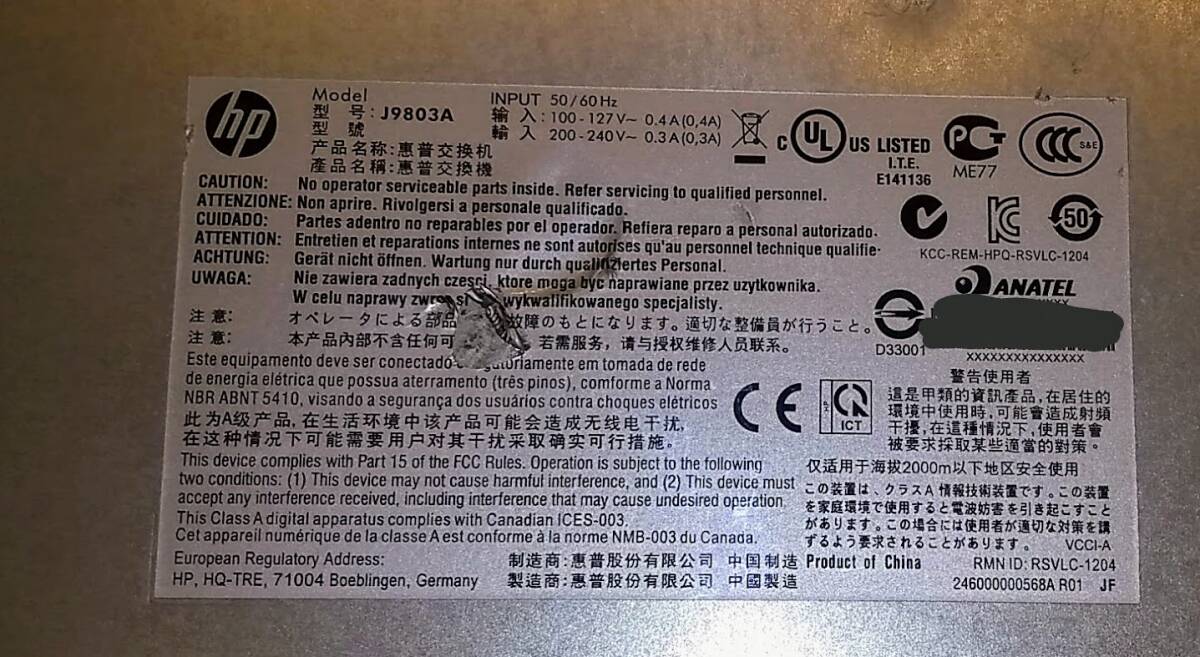 hp
Model
型 号: J9803A
型 號
产品名称:惠普交换机
產品名稱:惠普交換機
INPUT 50/60 Hz
输 入: 100-127V~ 0.4A(0,4A)
輸 入 200-240V~ 0.3A(0,3A)
C UL US LISTED
I.T.E.
E141136
PCT
ME77
CCC S&E
CAUTION: No operator serviceable parts inside. Refer servicing to qualified personnel.
ATTENZIONE: Non aprire. Rivolgersi a personale qualificato.
CUIDADO: Partes adentro no reparables por el operador. Refiera reparo a personal autorizado.
ATTENTION: Entretien et reparations internes ne sont autorises qu'au personnel technique qualifie·
ACHTUNG: Gerät nicht öffnen. Wartung nur durch qualifiziertes Personal.
UWAGA: Nie zawiera zadnych czesci, ktore moga byc naprawiane przez uzytkownika.
W celu naprawy si wykwalifikowanego specjalisty.
注 意: オペレータによる部品 故障のもとになります。適切な整備員が行うこと。
注 意: 本产品内部不含任何可 若需服务，请与授权维修人员联系。
50
KCC-REM-HPQ-RSVLC-1204
ANATEL
D33001
XXXXXXXXXXXXXXX
Este equipamento deve ser conectado em tomada de rede
de energia elétrica que possua aterramento (três pinos), comforme a Norma
NBR ABNT 5410, visando a segurança dos usuários contra choques elétricos
此为A级产品, 在生活环境中该产品可能会造成无线电干扰,
在这种情况下可能需要用户对其干扰采取确实可行措施。
CE
ICT
警告使用者
這是甲類的資訊產品, 在居住的
環境中使用時, 可能會造成射頻
干擾, 在這種情況下, 使用者會
被要求採取某些適當的對策。
This device complies with Part 15 of the FCC Rules. Operation is subject to the following
two conditions: (1) This device may not cause harmful interference, and (2) This device must
accept any interference received, including interference that may cause undesired operation.
This Class A digital apparatus complies with Canadian ICES-003.
Cet appareil numérique de la classe A est conforme à la norme NMB-003 du Canada.
仅适用于海拔2000m以下地区安全使用
この装置は、クラスA 情報技術装置です。この装置
を家庭環境で使用すると電波妨害を引き起こすこと
があります。この場合には使用者が適切な対策を講
ずるよう要求されることがあります。 VCCI-A
European Regulatory Address:
HP, HQ-TRE, 71004 Boeblingen, Germany
制造商:惠普股份有限公司 中国制造 Product of China
製造商:惠普股份有限公司 中國製造
RMN ID: RSVLC-1204
246000000568A R01 JF